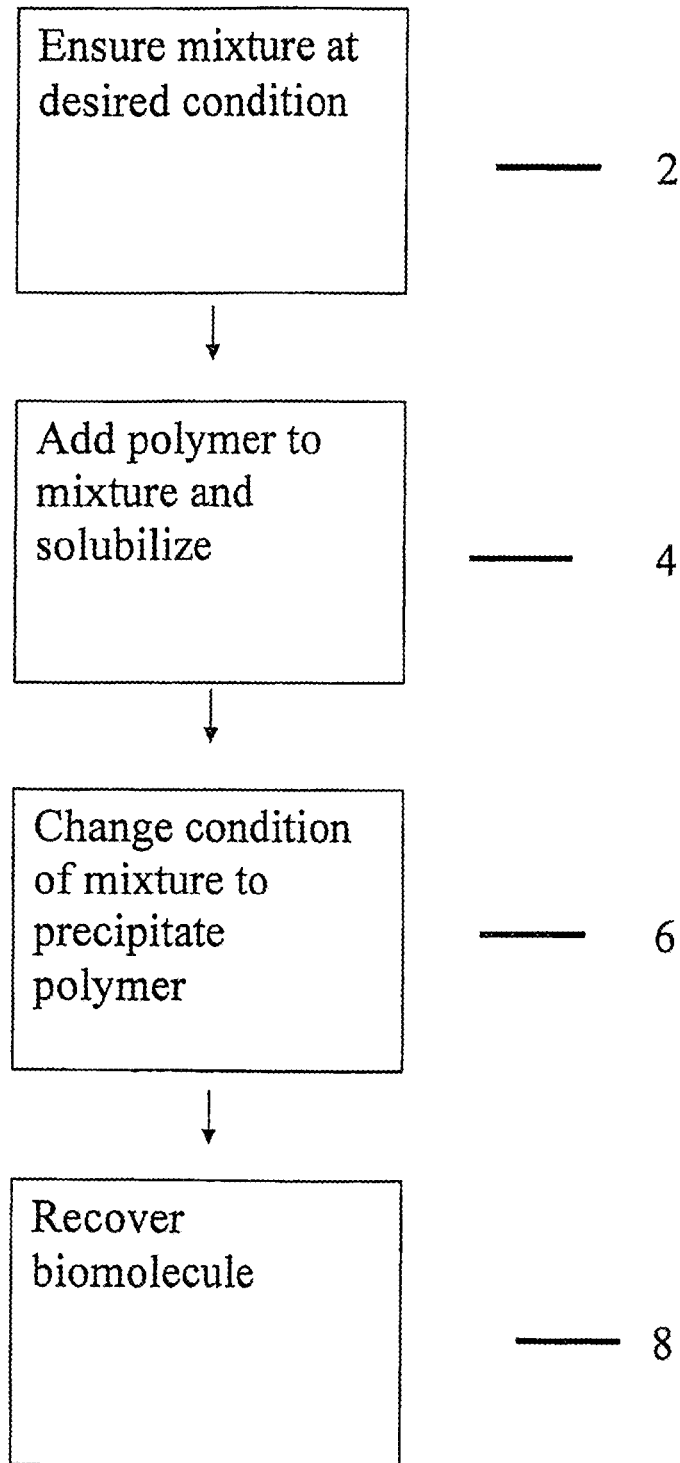 Ensure mixture at
desired condition
2
Add polymer to
mixture and
solubilize
4
Change condition
of mixture to
precipitate
polymer
6
Recover
biomolecule
8